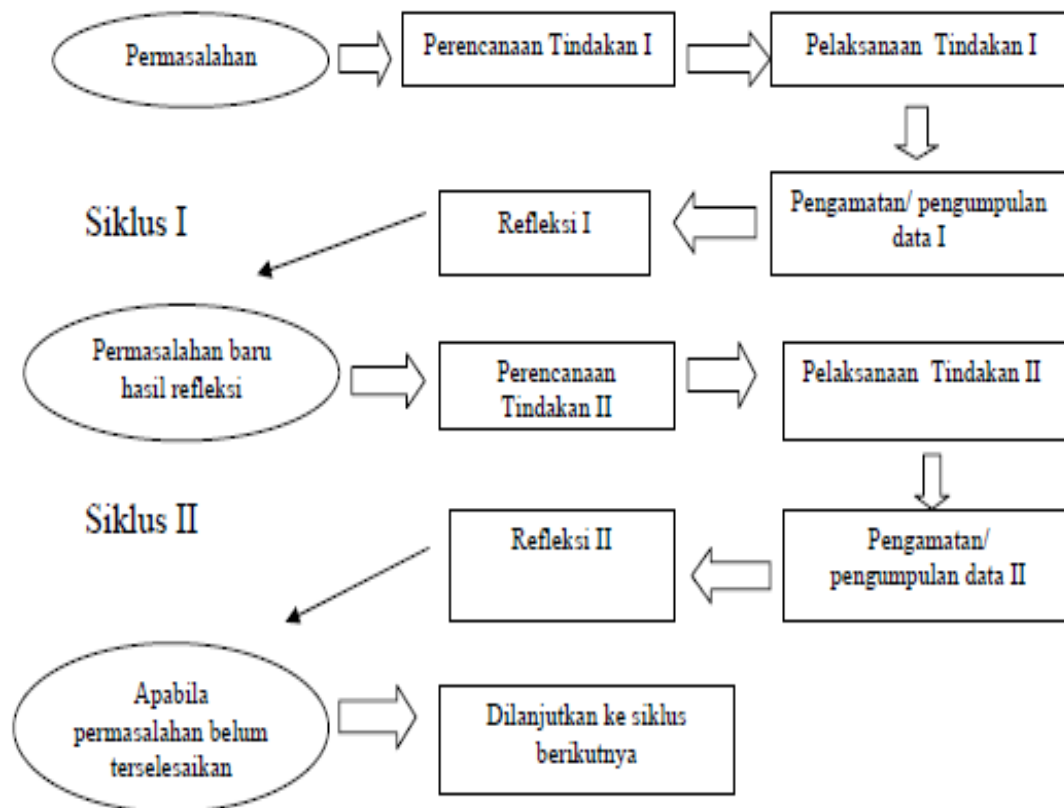 Permasalahan
Perencanaan Tindakan I
Pelaksanaan Tindakan I
Siklus I
Refleksi I
Pengamatan/ pengumpulan
data I
Permasalahan baru
hasil refleksi
Perencanaan
Tindakan II
Pelaksanaan Tindakan II
Siklus II
Refleksi II
Pengamatan/
pengumpulan data II
Apabila
permasalahan belum
terselesaikan
Dilanjutkan ke siklus
berikutnya